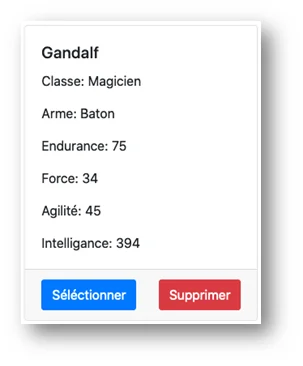 Gandalf
Classe: Magicien
Arme: Baton
Endurance: 75
Force: 34
Agilité: 45
Intelligance: 394
Séléctionner
Supprimer